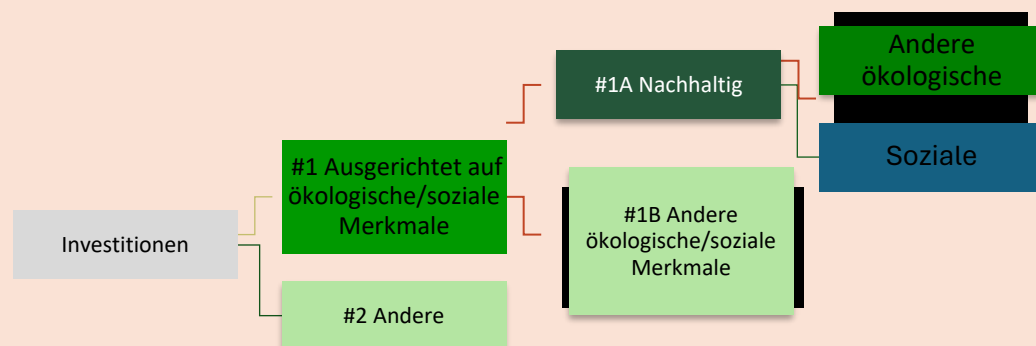 Investitionen
#1 Ausgerichtet auf
ökologische/soziale
Merkmale
#2 Andere
#1A Nachhaltig
#1B Andere
ökologische/soziale
Merkmale
Andere
ökologische
Soziale